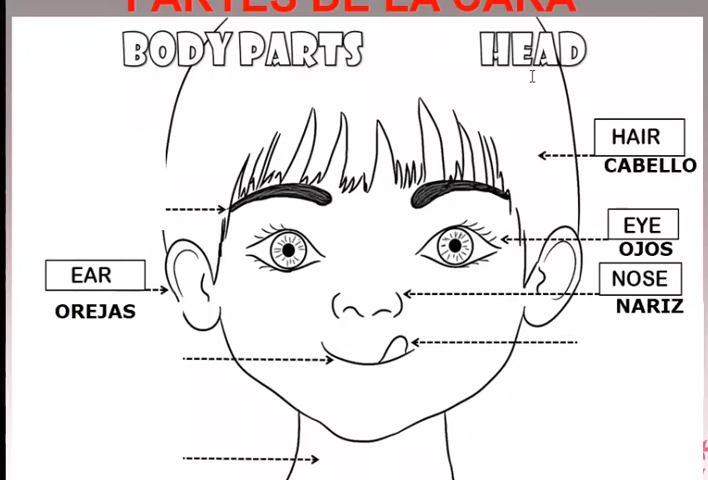 PARTES DE LA CARA
BODY PARTS
HEAD
HAIR
CABELLO
EYE
OJOS
EAR
OREJAS
NOSE
NARIZ